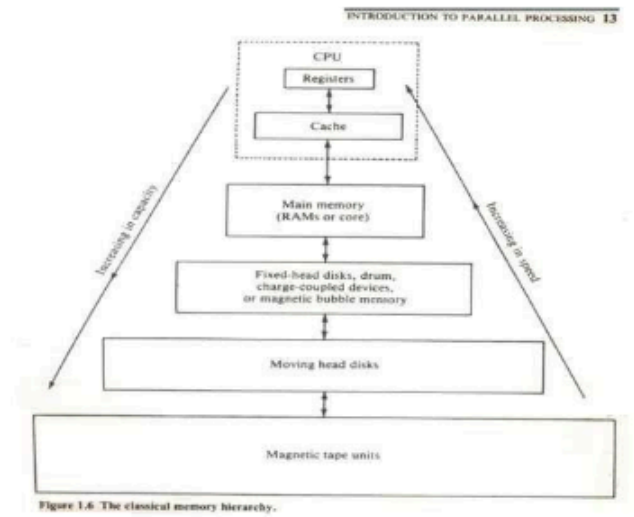 INTRODUCTION TO PARALLEL PROCESSING 13
CPU
Registers
Cache
Increasing in capacity
Increasing in speed
Main memory
(RAMs or core)
Fixed-head disks, drum,
charge-coupled devices,
or magnetic bubble memory
Moving head disks
Magnetic tape units
Figure 1.6 The classical memory hierarchy.